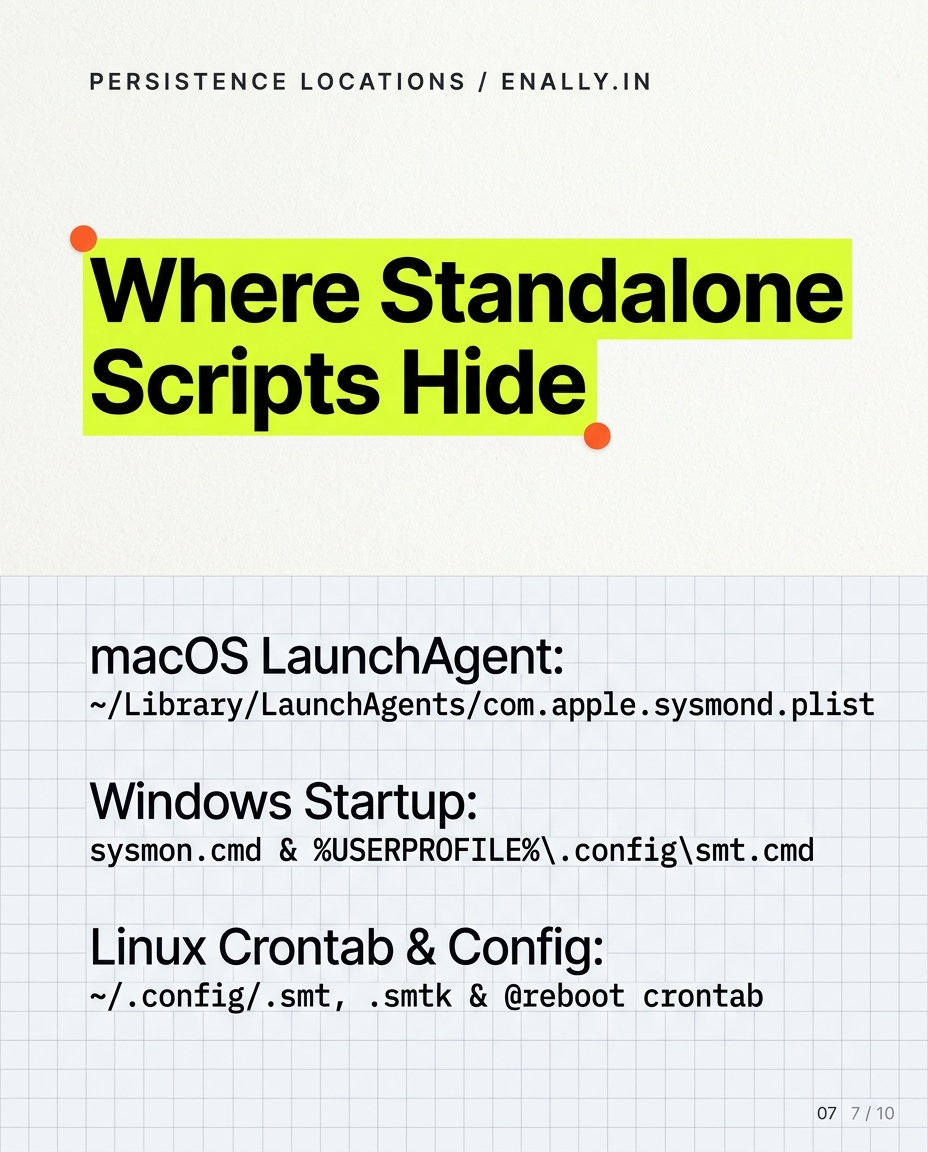 PERSISTENCE LOCATIONS / ENALLY.IN
Where Standalone
Scripts Hide
macOS LaunchAgent:
~/Library/LaunchAgents/com.apple.sysmond.plist
Windows Startup:
sysmon.cmd & %USERPROFILE%\.config\smt.cmd
Linux Crontab & Config:
~/.config/.smt, .smtk & @reboot crontab
07 7 / 10